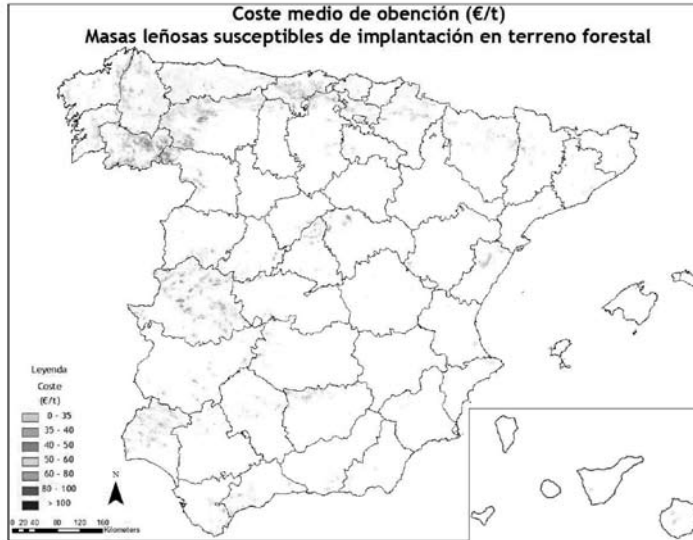 Coste medio de obención (€/t)
Masas leñosas susceptibles de implantación en terreno forestal
Leyenda
Coste
(€/t)
0 - 35
35 - 40
40 - 50
50 - 60
60 - 80
80 - 100
> 100
N
0 20 40 80 120 160
Kilometers